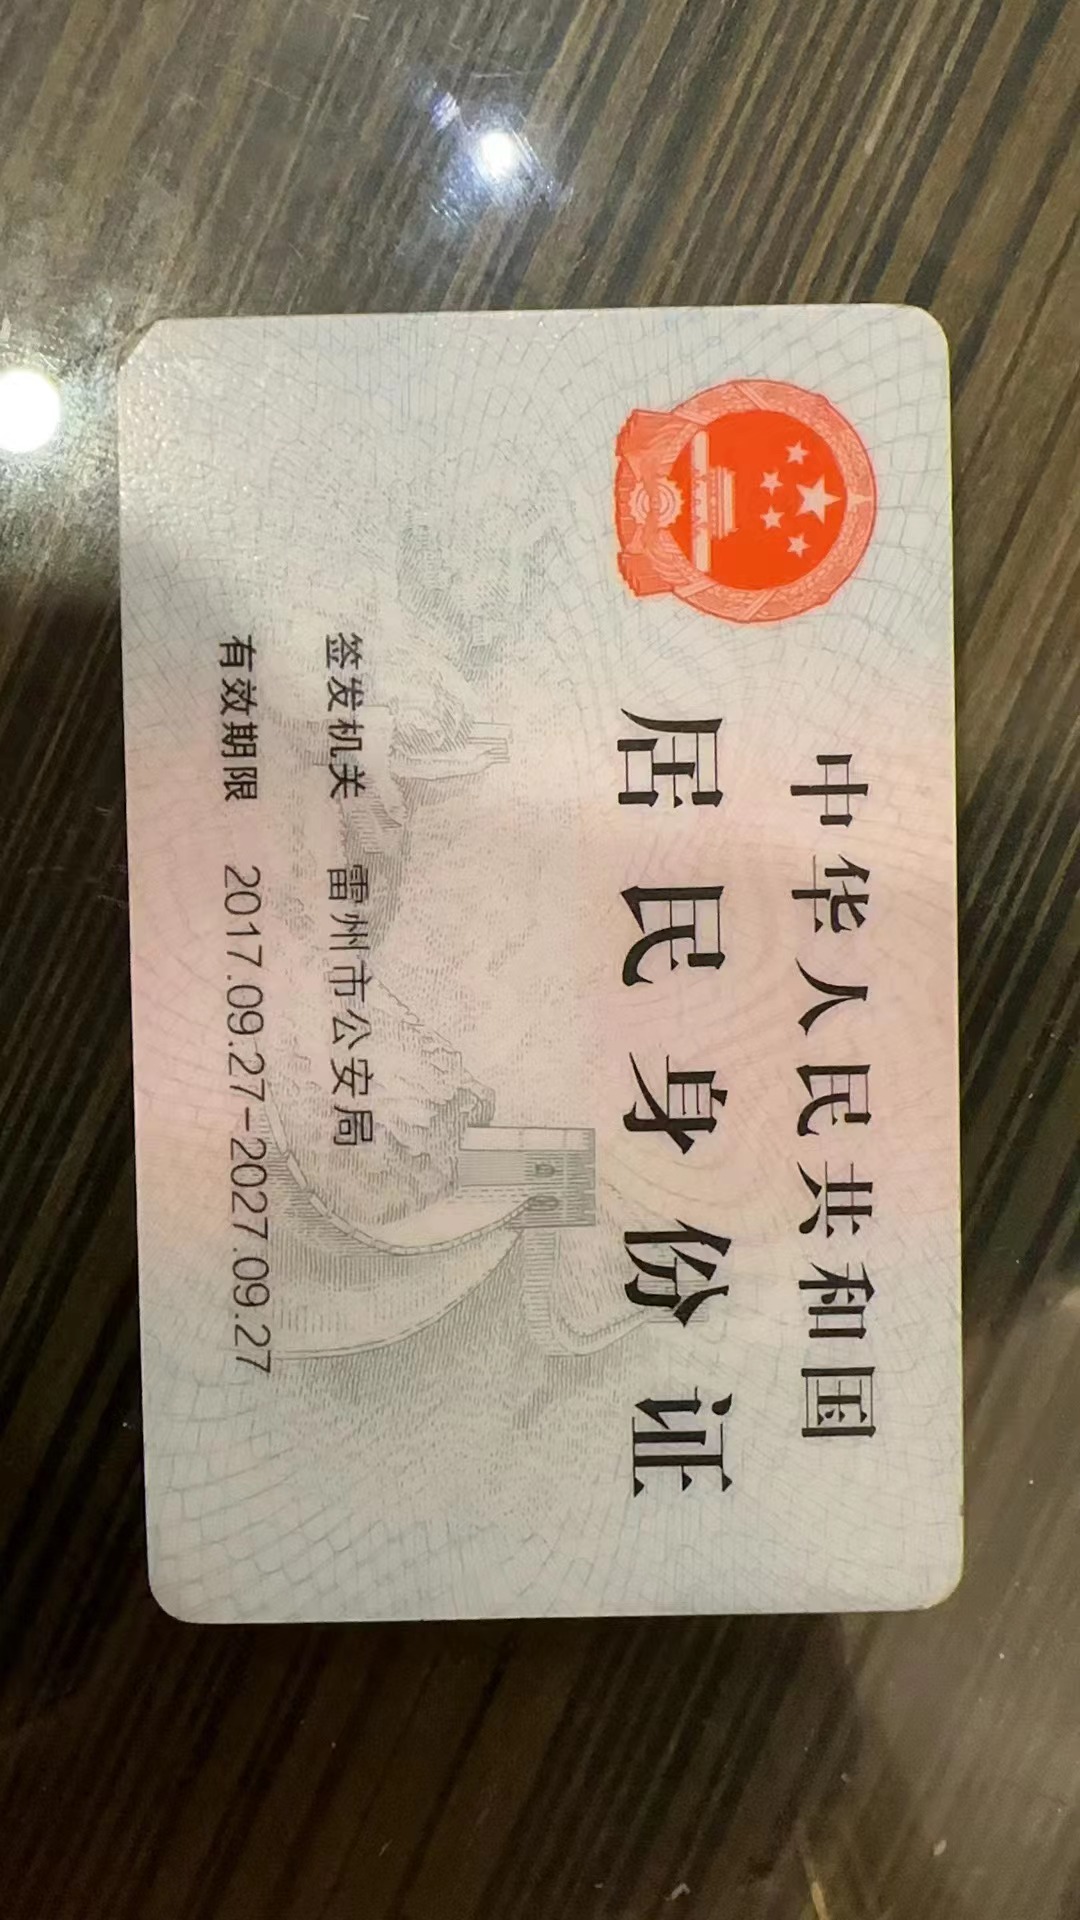 中华人民共和国
居民身份证
签发机关 雷州市公安局
有效期限 2017.09.27-2027.09.27